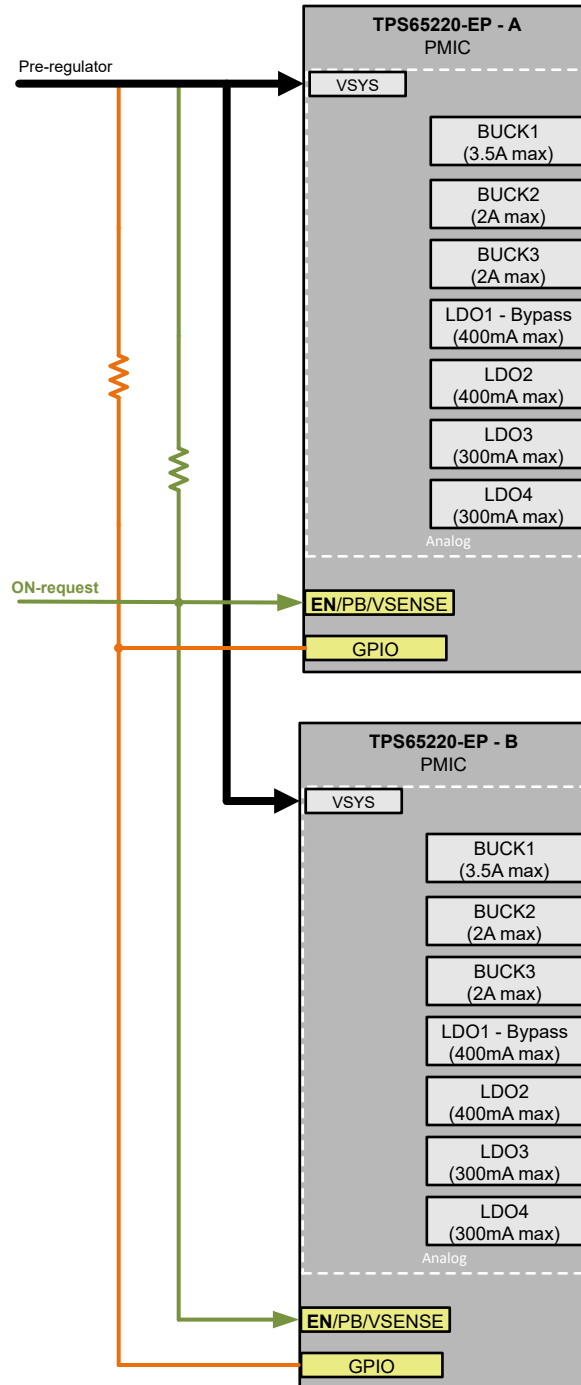 TPS65220-EP - A
PMIC
Pre-regulator
VSYS
BUCK1
(3.5A max)
BUCK2
(2A max)
BUCK3
(2A max)
LDO1 - Bypass
(400mA max)
LDO2
(400mA max)
LDO3
(300mA max)
LDO4
(300mA max)
Analog
ON-request
EN/PB/VSENSE
GPIO
TPS65220-EP - B
PMIC
VSYS
BUCK1
(3.5A max)
BUCK2
(2A max)
BUCK3
(2A max)
LDO1 - Bypass
(400mA max)
LDO2
(400mA max)
LDO3
(300mA max)
LDO4
(300mA max)
Analog
EN/PB/VSENSE
GPIO